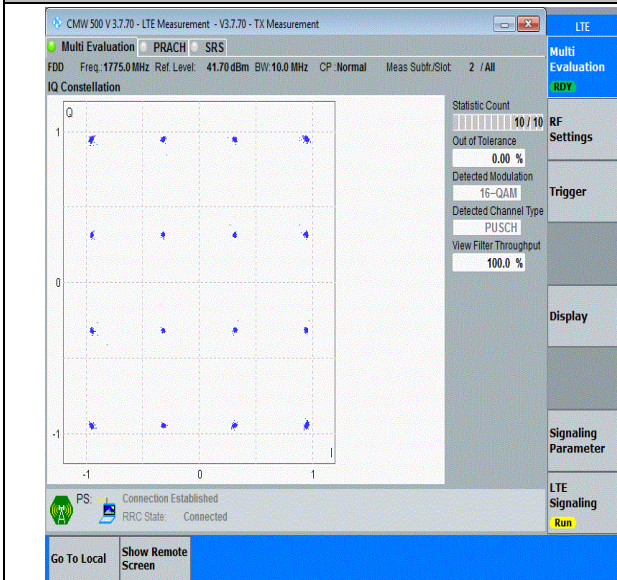 CMW 500 V 3.7.70 - LTE Measurement - V3.7.70 - TX Measurement
LTE
Multi Evaluation PRACH SRS
Multi
Evaluation
RDY
FDD Freq.:1775.0 MHz Ref. Level: 41.70 dBm BW:10.0 MHz CP :Normal Meas Subfr./Slot: 2 / All
IQ Constellation
Statistic Count
10 / 10
Out of Tolerance
0.00 %
Detected Modulation
16-QAM
Detected Channel Type
PUSCH
View Filter Throughput
100.0 %
Q
1
0
-1
I
-1 0 1
RF
Settings
Trigger
Display
Signaling
Parameter
LTE
Signaling
Run
PS: Connection Established
RRC State: Connected
Go To Local
Show Remote
Screen